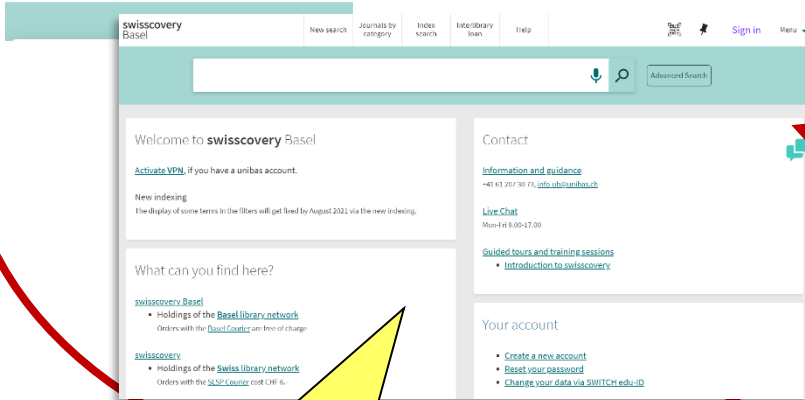 swisscovery
Basel
New search
Journals by category
Index search
Interlibrary loan
Help
Sign in
Menu
Advanced Search
Welcome to swisscovery Basel
Activate VPN, if you have a unibas account.
New indexing
The display of some terms in the filters will get fixed by August 2021 via the new indexing.
What can you find here?
swisscovery Basel
• Holdings of the Basel library network
Orders with the Basel Courier are free of charge
swisscovery
• Holdings of the Swiss library network
Orders with the SLSP Courier cost CHF 6.-
Contact
Information and guidance
+41 61 207 30 73, info-ub@unibas.ch
Live Chat
Mon-Fri 9.00-17.00
Guided tours and training sessions
• Introduction to swisscovery
Your account
• Create a new account
• Reset your password
• Change your data via SWITCH edu-ID